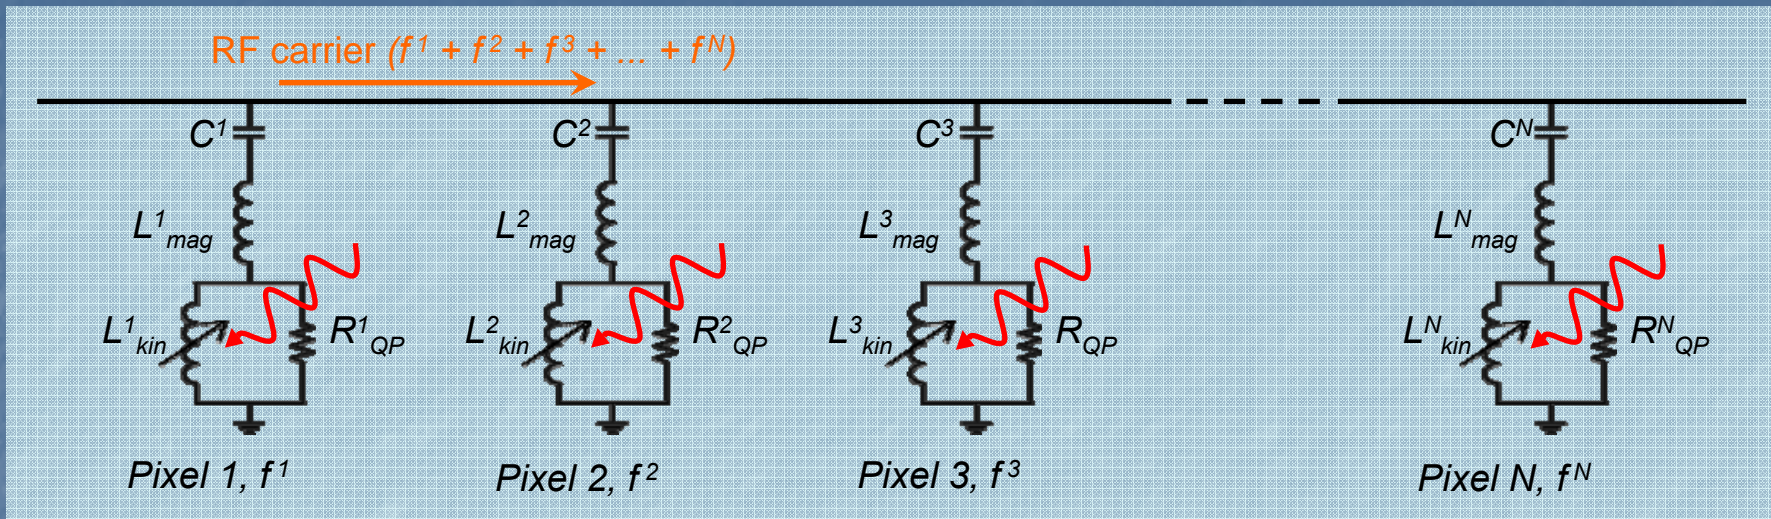 RF carrier (f¹ + f² + f³ + ... + fᴺ)
C¹ C² C³ Cᴺ
L¹mag L²mag L³mag Lᴺmag
L¹kin R¹QP L²kin R²QP L³kin RQP Lᴺkin RᴺQP
Pixel 1, f¹ Pixel 2, f² Pixel 3, f³ Pixel N, fᴺ